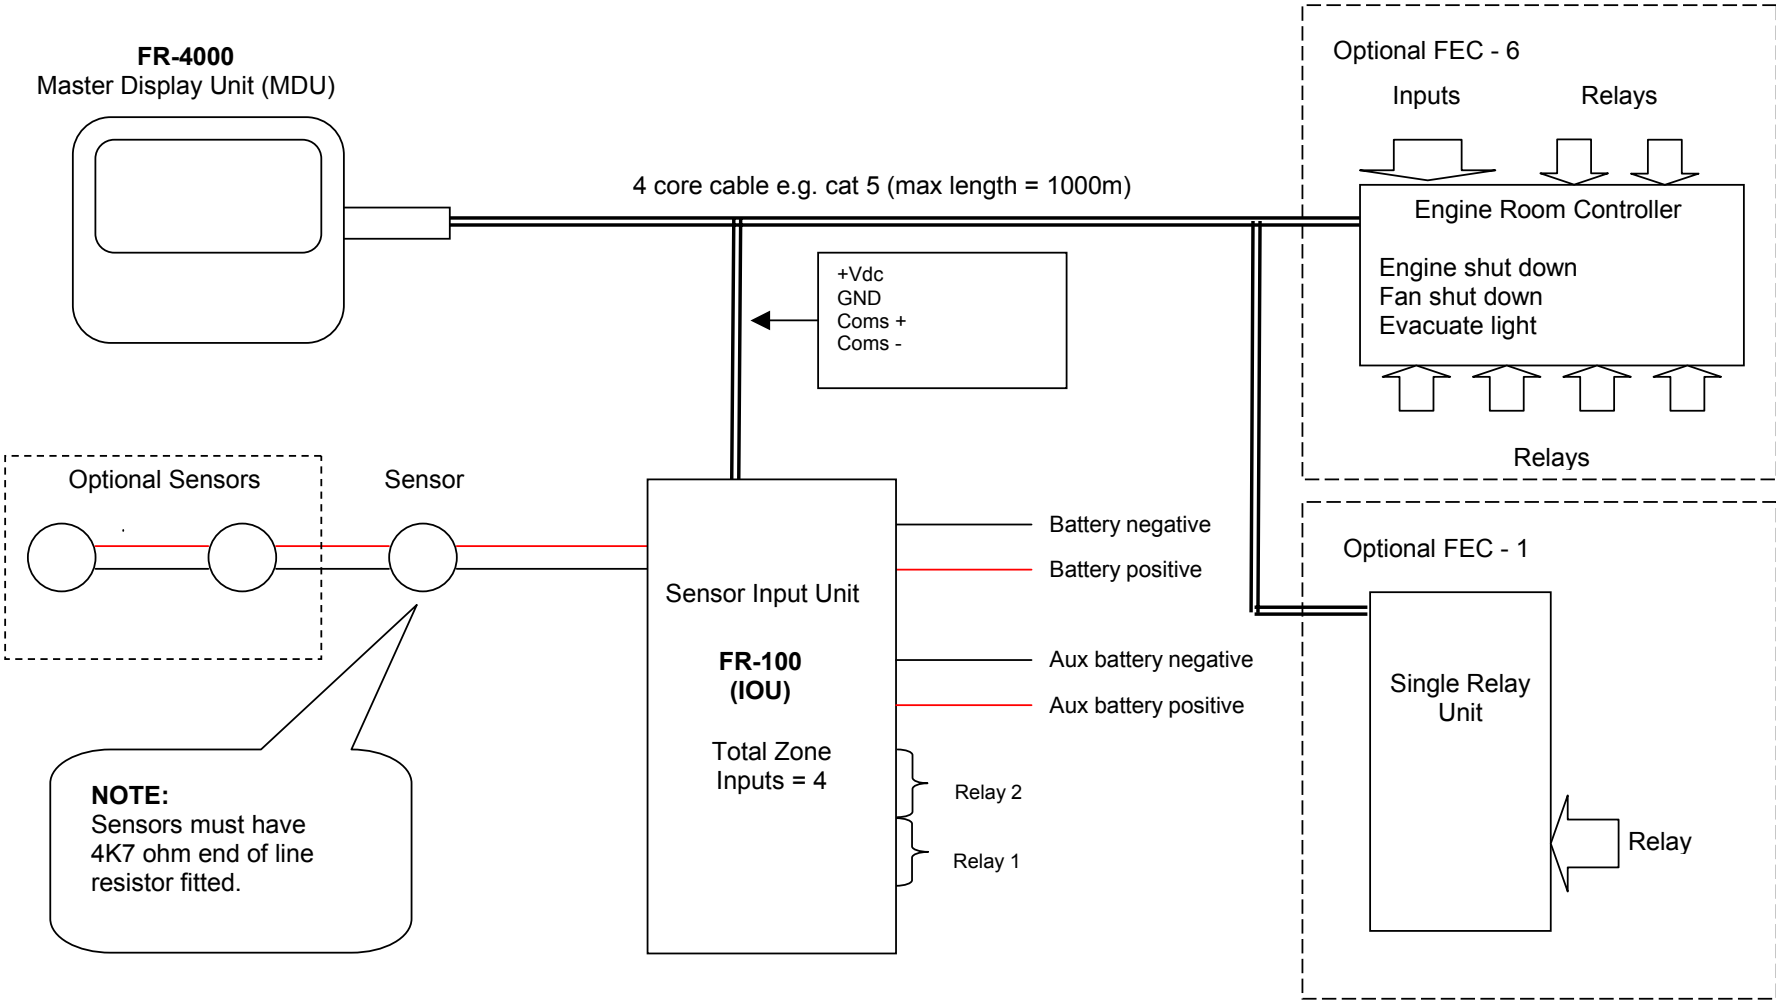 FR-4000
Master Display Unit (MDU)
4 core cable e.g. cat 5 (max length = 1000m)
+Vdc
GND
Coms +
Coms -
Optional FEC - 6
Inputs
Relays
Engine Room Controller
Engine shut down
Fan shut down
Evacuate light
Relays
Optional Sensors
Sensor
NOTE:
Sensors must have
4K7 ohm end of line
resistor fitted.
Sensor Input Unit
FR-100
(IOU)
Total Zone
Inputs = 4
Battery negative
Battery positive
Aux battery negative
Aux battery positive
Relay 2
Relay 1
Optional FEC - 1
Single Relay
Unit
Relay